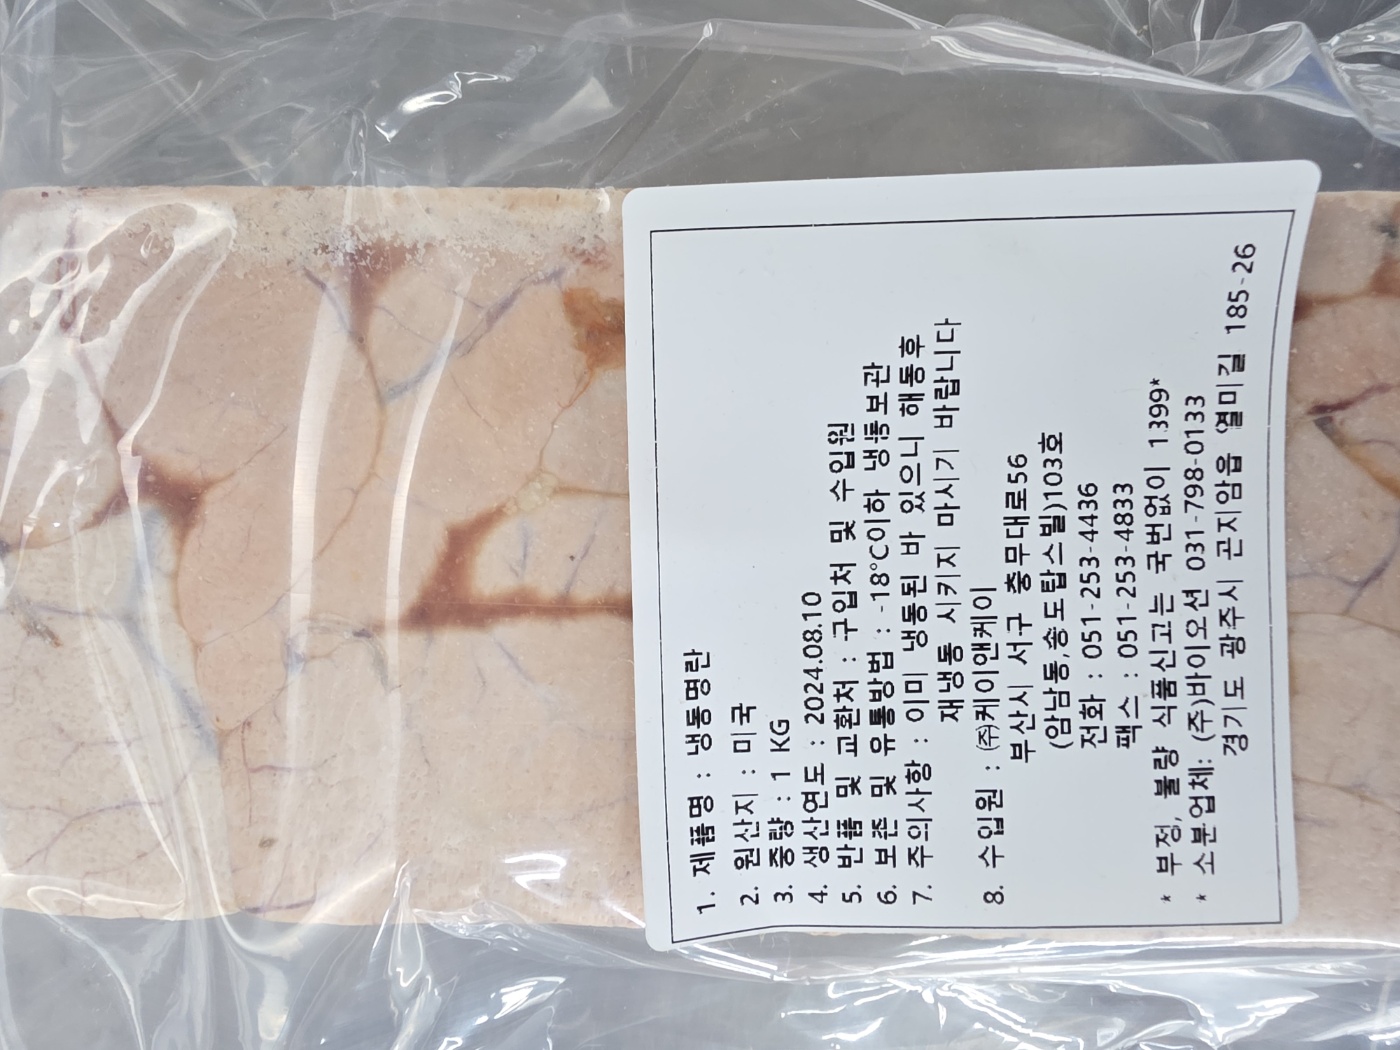 1. 제품명 : 냉동명란
2. 원산지 : 미국
3. 중량 : 1 KG
4. 생산연도 : 2024.08.10
5. 반품 및 교환처 : 구입처 및 수입원
6. 보존 및 유통방법 : -18℃이하 냉동보관
7. 주의사항 : 이미 냉동된 바 있으니 해동후
재냉동 시키지 마시기 바랍니다
8. 수입원 : ㈜케이앤케이
부산시 서구 충무대로56
(암남동,송도탑스빌)103호
전화 : 051-253-4436
팩스 : 051-253-4833
* 부정, 불량 식품신고는 국번없이 1399*
* 소분업체: (주)바이오션 031-798-0133
경기도 광주시 곤지암읍 열미길 185-26